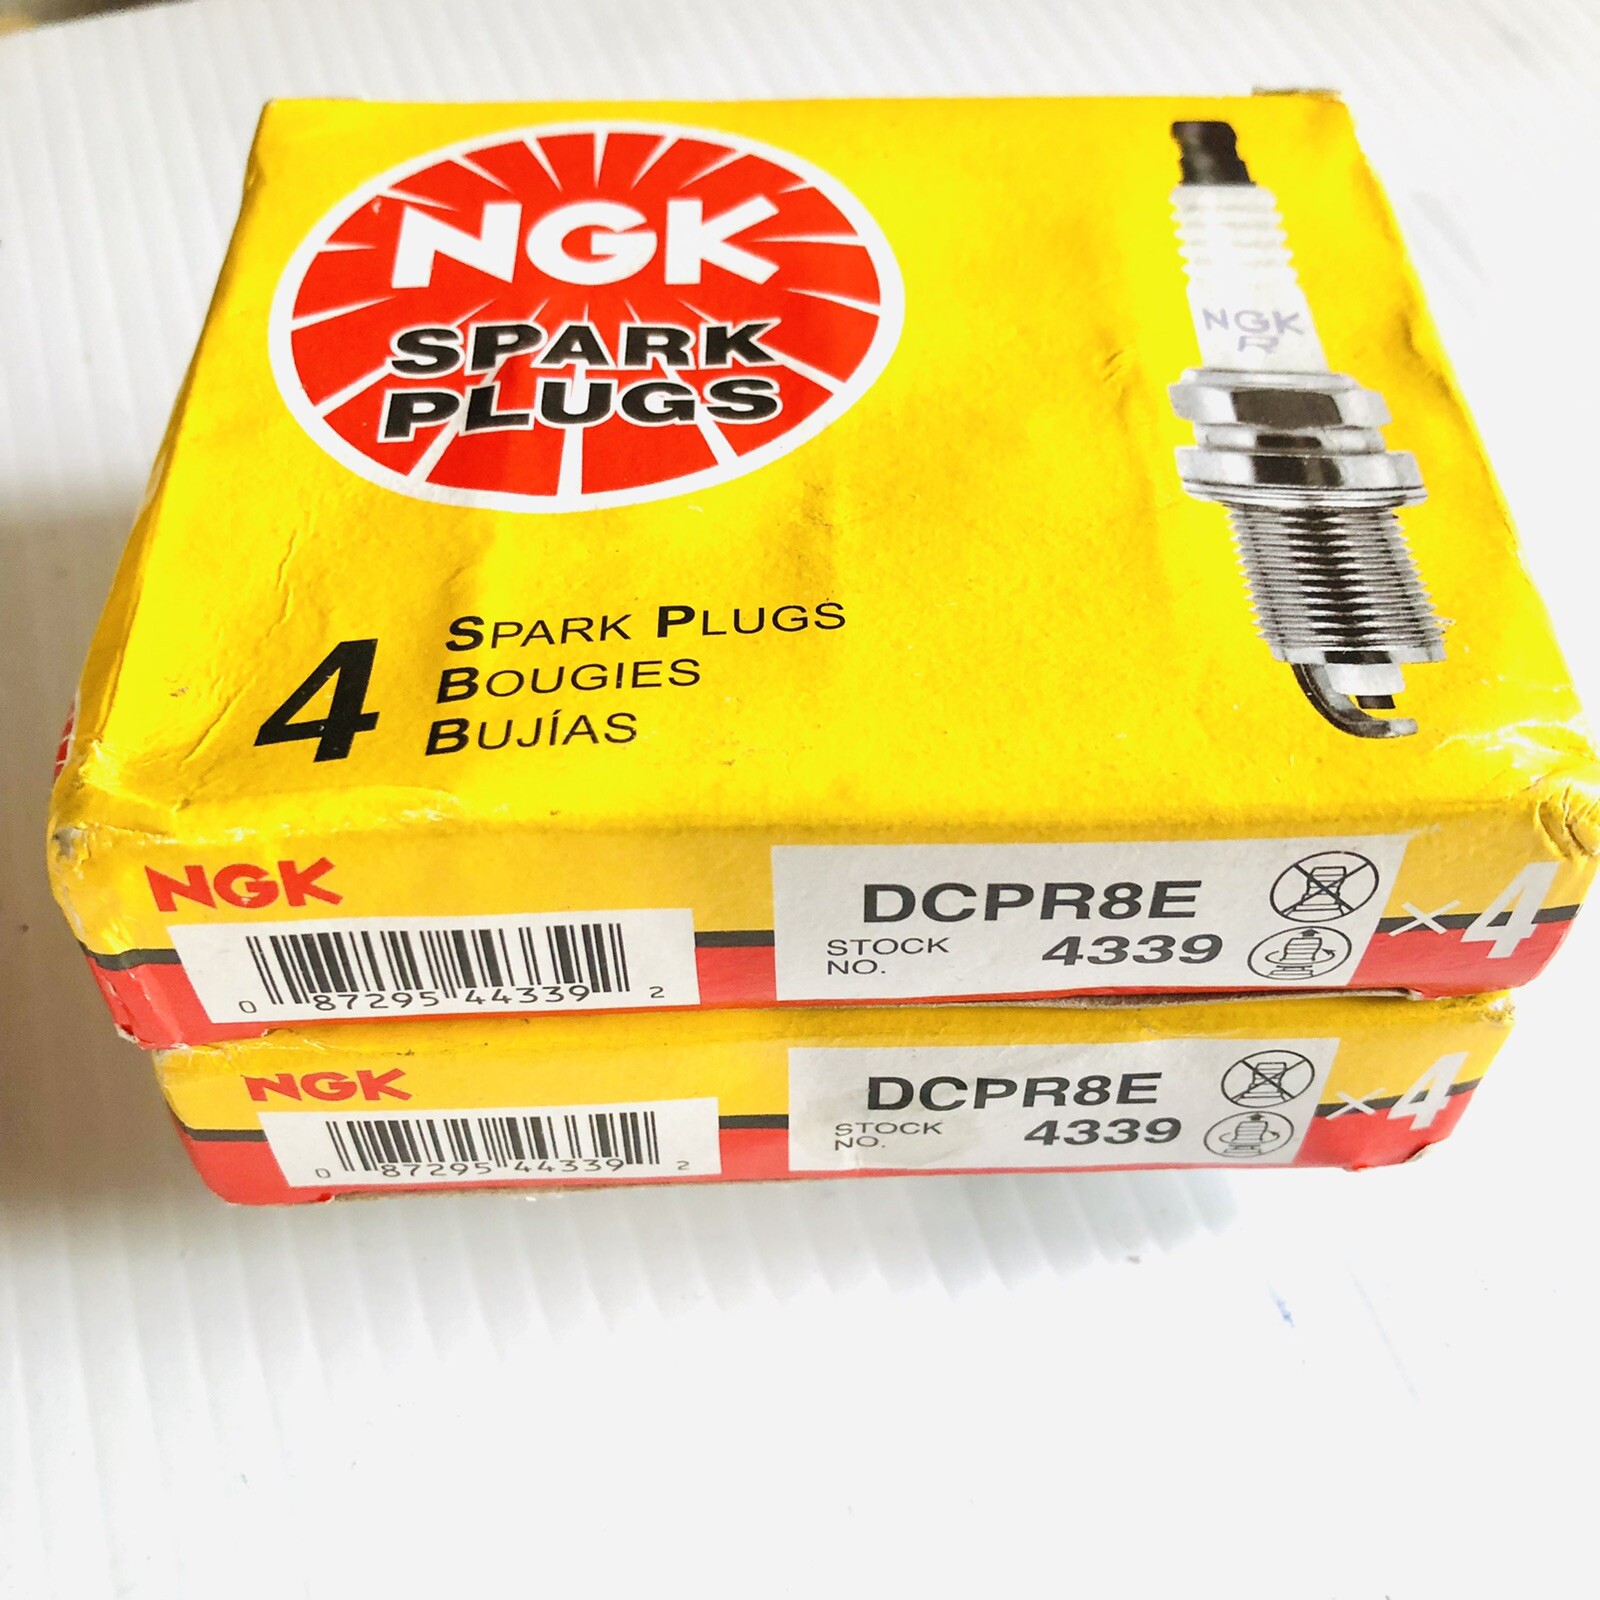 NGK
SPARK
PLUGS
NGK
R
4
SPARK PLUGS
BOUGIES
BUJÍAS
NGK
0 87295 44339 2
DCPR8E
STOCK
NO. 4339
×4
NGK
0 87295 44339 2
DCPR8E
STOCK
NO. 4339
×4